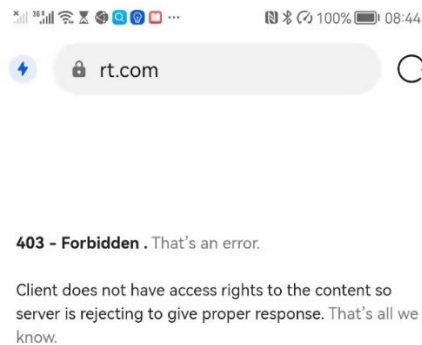 100% 08:44
rt.com
403 - Forbidden . That's an error.
Client does not have access rights to the content so
server is rejecting to give proper response. That's all we
know.